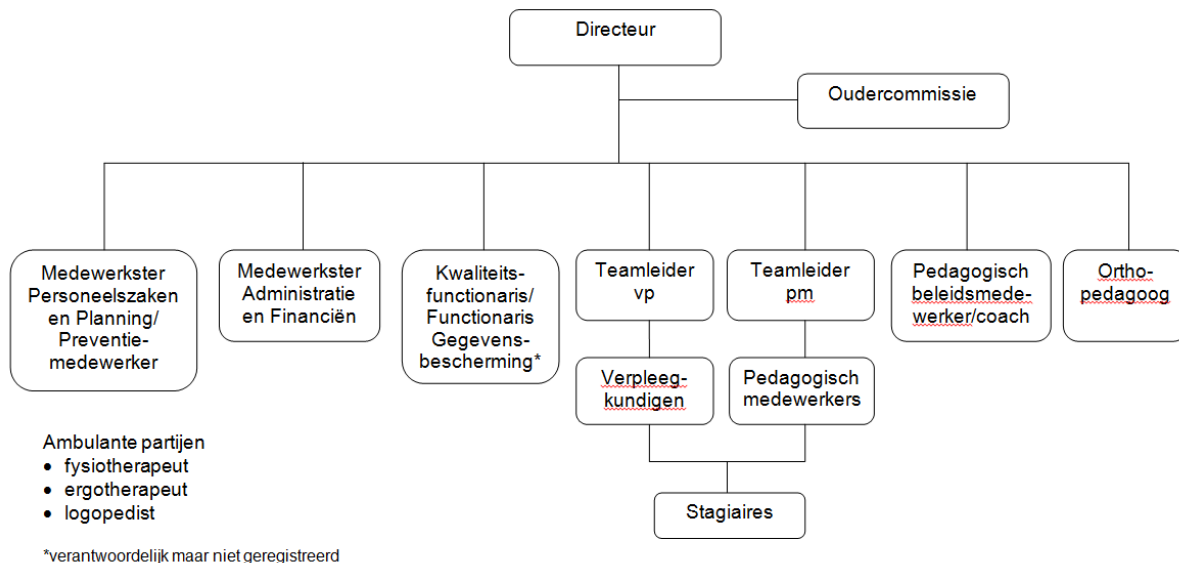 Directeur
Oudercommissie
Medewerkster
Personeelszaken
en Planning/
Preventie-
medewerker
Medewerkster
Administratie
en Financiën
Kwaliteits-
functionaris/
Functionaris
Gegevens-
bescherming*
Teamleider
vp
Teamleider
pm
Pedagogisch
beleidsmede-
werker/coach
Ortho-
pedagoog
Verpleeg-
kundigen
Pedagogisch
medewerkers
Stagiaires
Ambulante partijen
• fysiotherapeut
• ergotherapeut
• logopedist
*verantwoordelijk maar niet geregistreerd